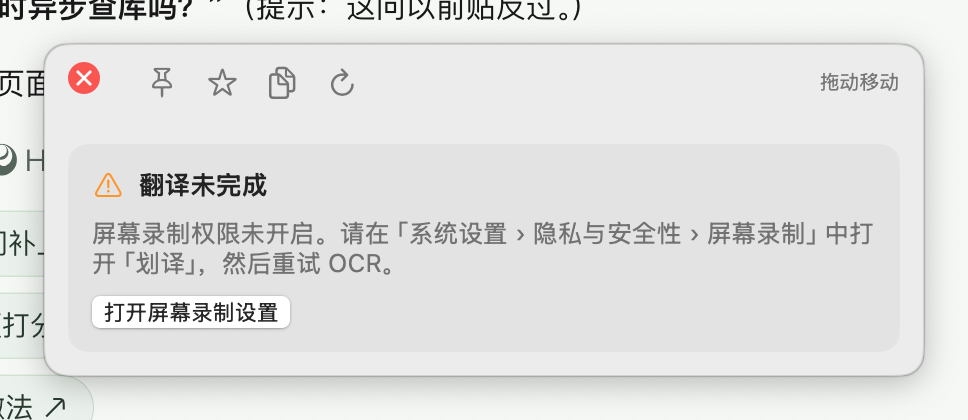 时异步查库吗？”（提示：这问以前贴反过。）
页面
拖动移动
H
翻译未完成
屏幕录制权限未开启。请在「系统设置 › 隐私与安全性 › 屏幕录制」中打
开「划译」，然后重试 OCR。
打开屏幕录制设置
补
打分
法 ↗